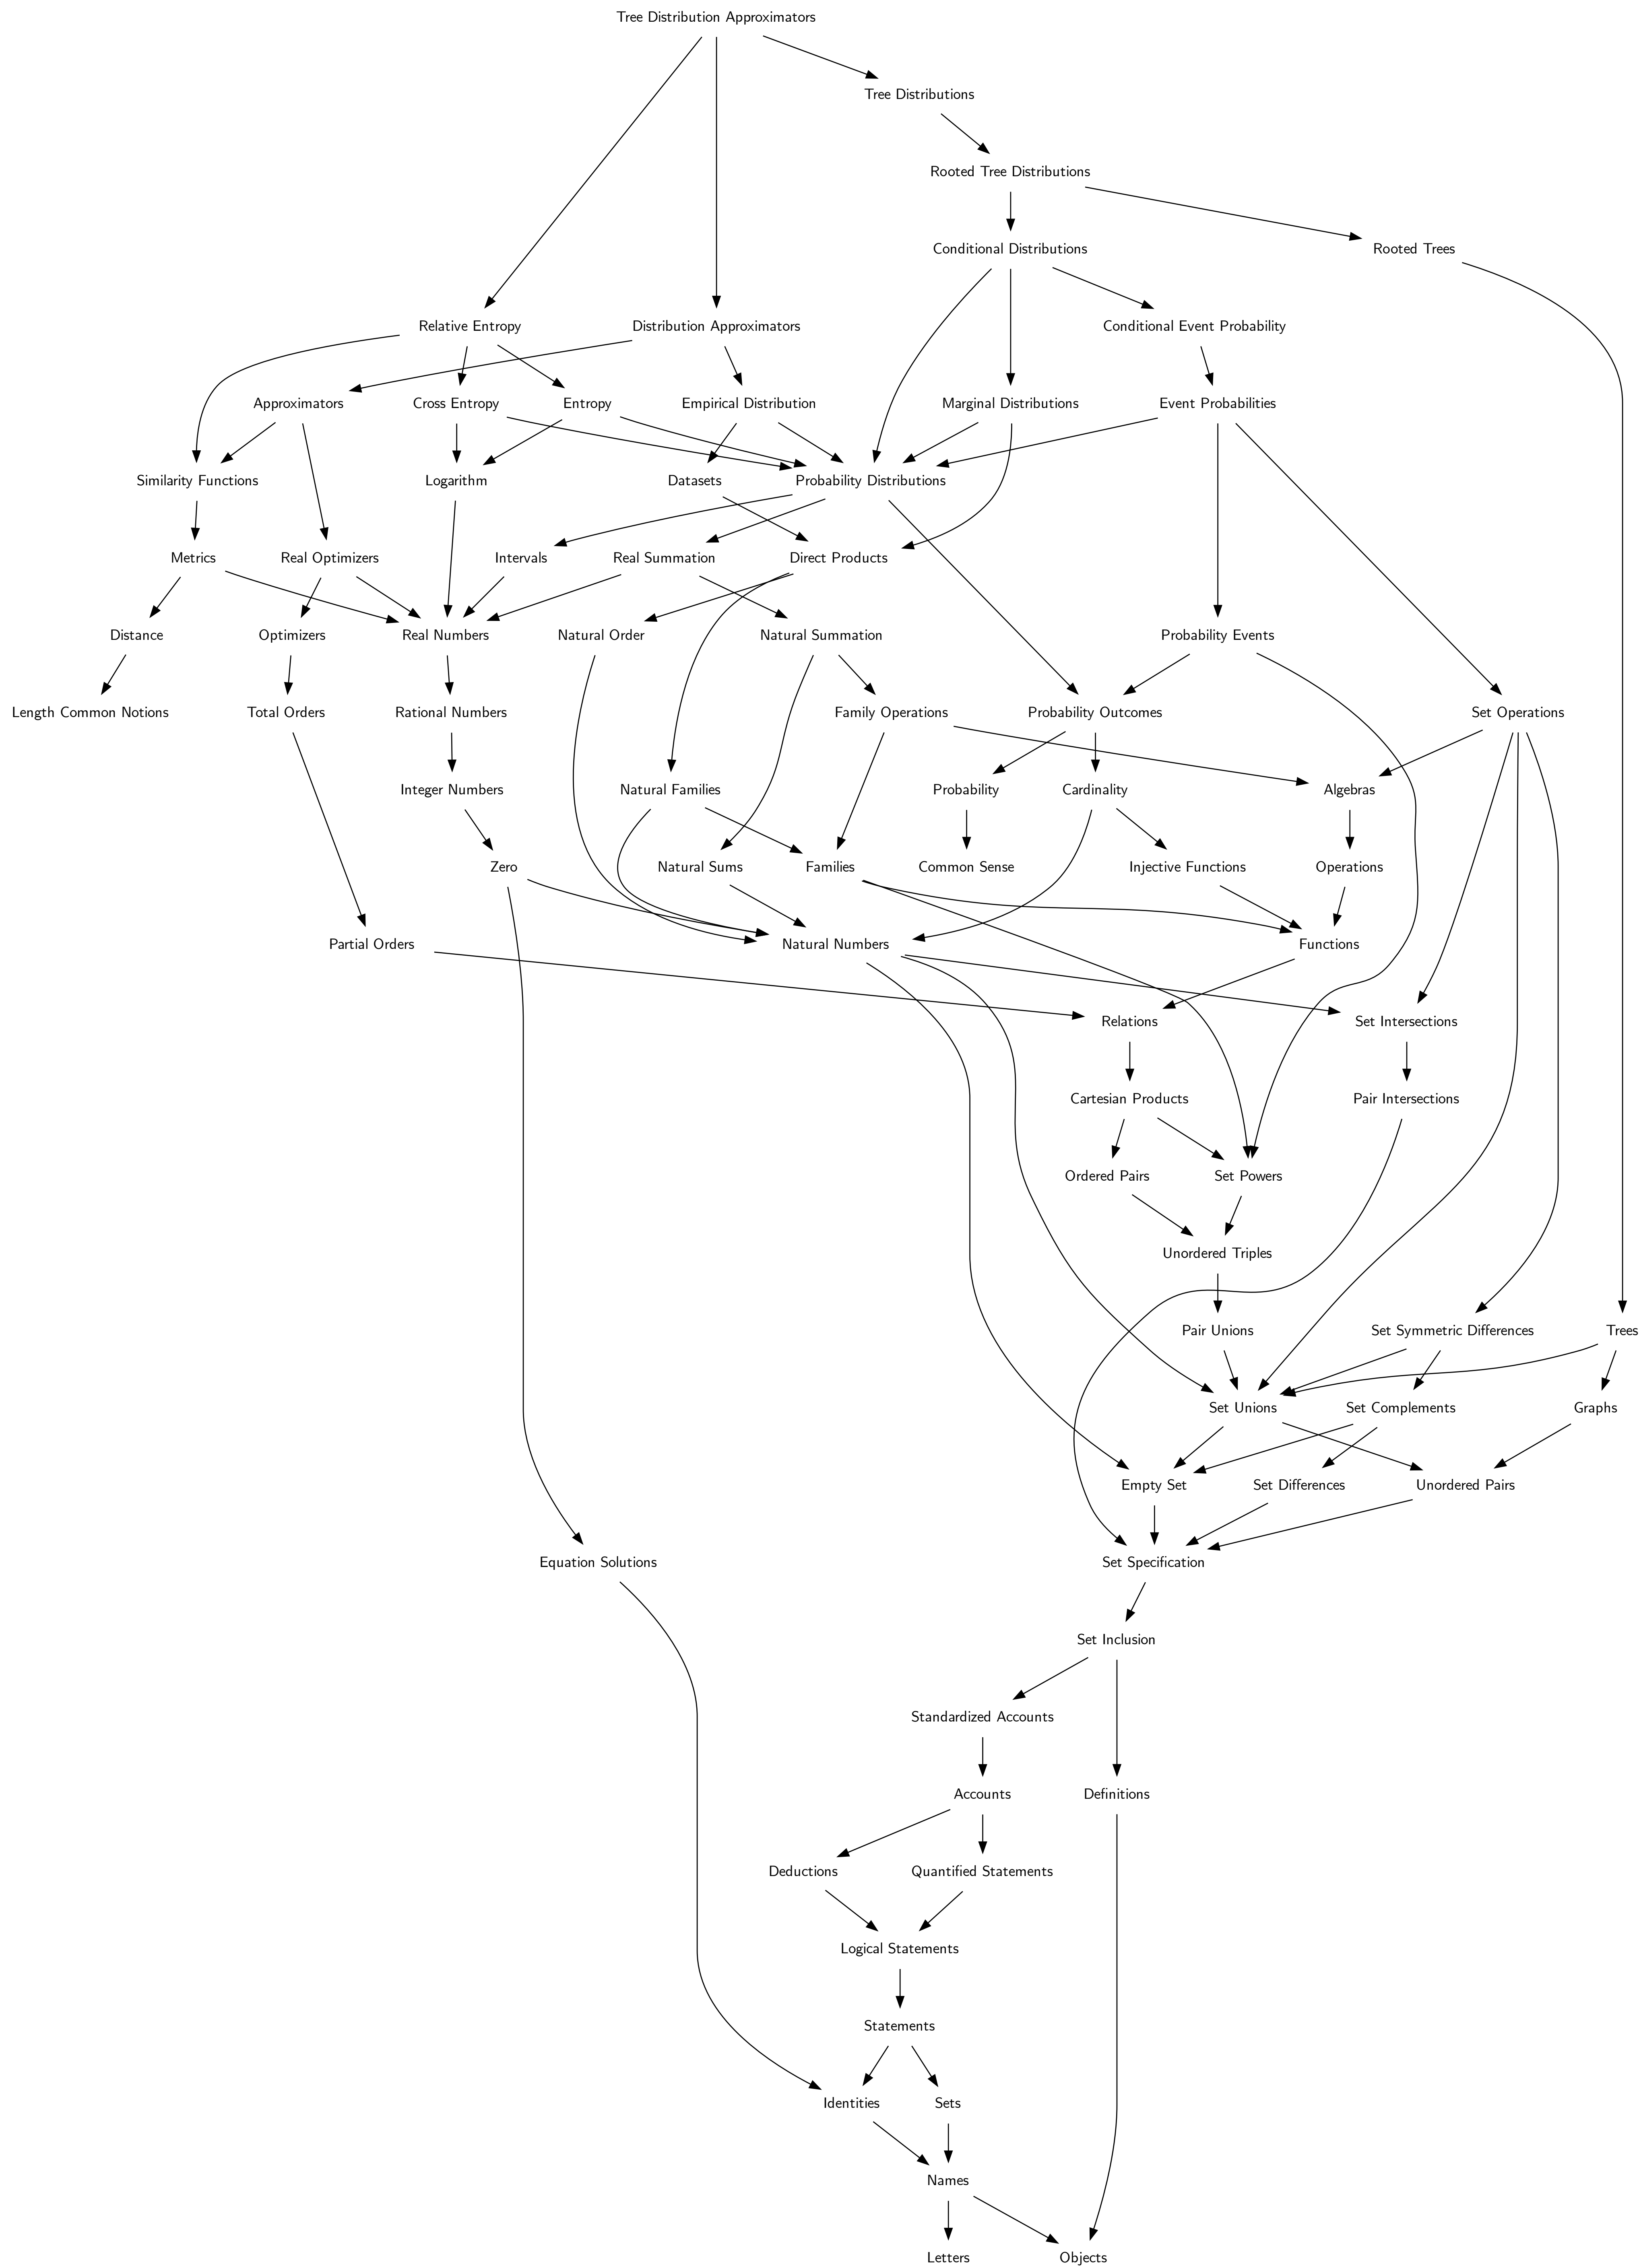 Tree Distribution Approximators
Tree Distributions
Rooted Tree Distributions
Conditional Distributions
Rooted Trees
Relative Entropy
Distribution Approximators
Conditional Event Probability
Approximators
Cross Entropy
Entropy
Empirical Distribution
Marginal Distributions
Event Probabilities
Similarity Functions
Logarithm
Datasets
Probability Distributions
Metrics
Real Optimizers
Intervals
Real Summation
Direct Products
Distance
Optimizers
Real Numbers
Natural Order
Natural Summation
Probability Events
Length Common Notions
Total Orders
Rational Numbers
Family Operations
Probability Outcomes
Set Operations
Integer Numbers
Natural Families
Probability
Cardinality
Algebras
Zero
Natural Sums
Families
Common Sense
Injective Functions
Operations
Partial Orders
Natural Numbers
Functions
Relations
Set Intersections
Cartesian Products
Pair Intersections
Ordered Pairs
Set Powers
Unordered Triples
Pair Unions
Set Symmetric Differences
Trees
Set Unions
Set Complements
Graphs
Empty Set
Set Differences
Unordered Pairs
Equation Solutions
Set Specification
Set Inclusion
Standardized Accounts
Accounts
Definitions
Deductions
Quantified Statements
Logical Statements
Statements
Identities
Sets
Names
Letters
Objects